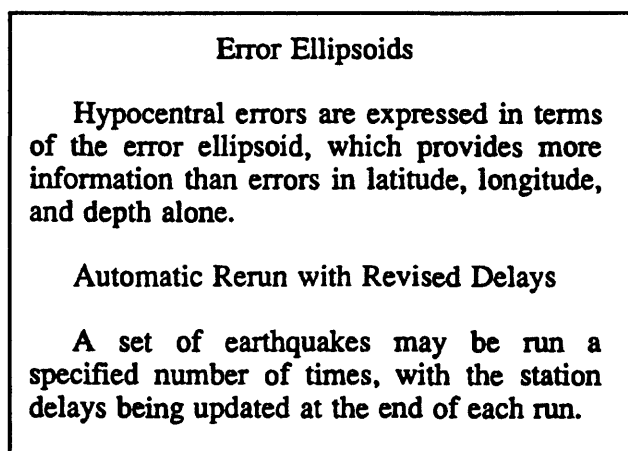 Error Ellipsoids
Hypocentral errors are expressed in terms
of the error ellipsoid, which provides more
information than errors in latitude, longitude,
and depth alone.
Automatic Rerun with Revised Delays
A set of earthquakes may be run a
specified number of times, with the station
delays being updated at the end of each run.